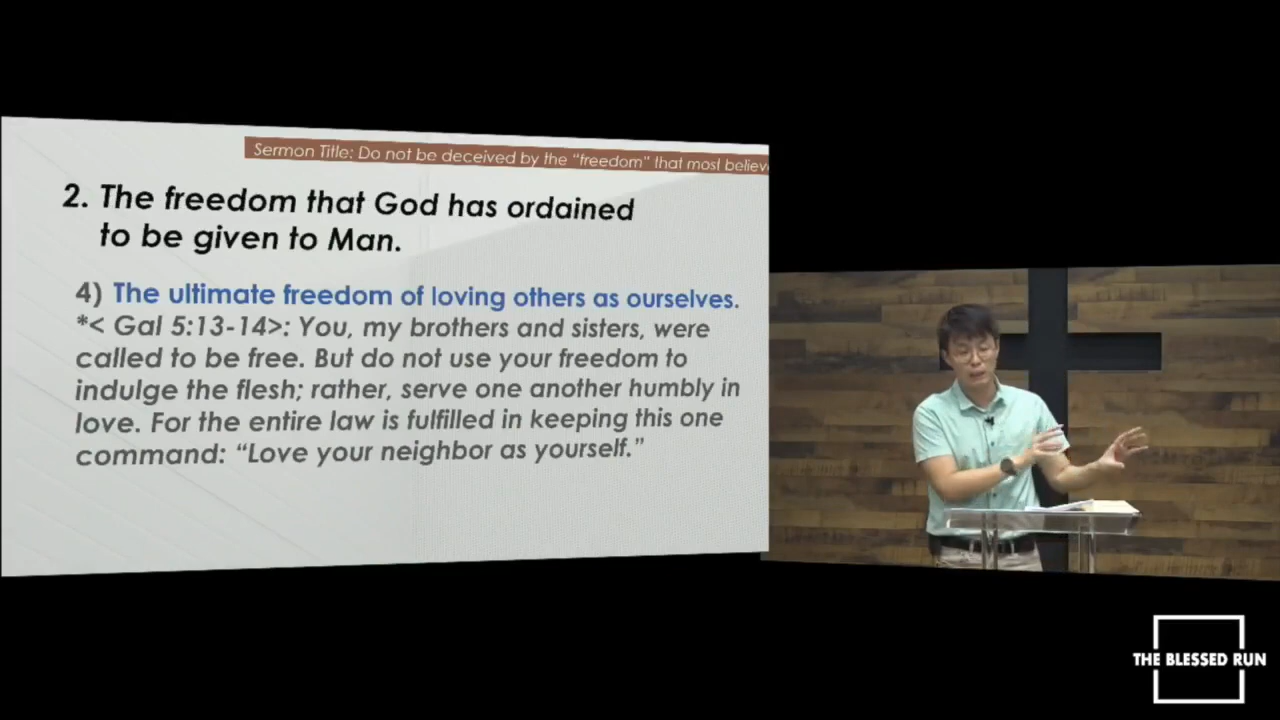 Sermon Title: Do not be deceived by the “freedom” that most
2. The freedom that God has ordained
to be given to Man.
4) The ultimate freedom of loving others as ourselves.
*< Gal 5:13-14>: You, my brothers and sisters, were
called to be free. But do not use your freedom to
indulge the flesh; rather, serve one another humbly in
love. For the entire law is fulfilled in keeping this one
command: “Love your neighbor as yourself.”
THE BLESSED RUN